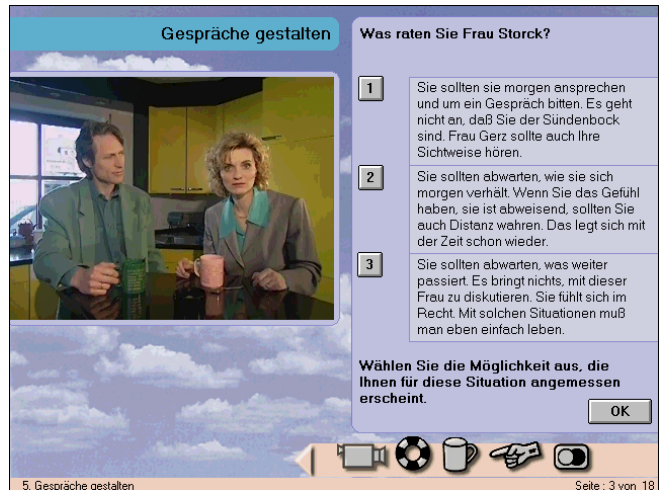 Gespräche gestalten
Was raten Sie Frau Storck?
1
Sie sollten sie morgen ansprechen
und um ein Gespräch bitten. Es geht
nicht an, daß Sie der Sündenbock
sind. Frau Gerz sollte auch Ihre
Sichtweise hören.
2
Sie sollten abwarten, wie sie sich
morgen verhält. Wenn Sie das Gefühl
haben, sie ist abweisend, sollten Sie
auch Distanz wahren. Das legt sich mit
der Zeit schon wieder.
3
Sie sollten abwarten, was weiter
passiert. Es bringt nichts, mit dieser
Frau zu diskutieren. Sie fühlt sich im
Recht. Mit solchen Situationen muß
man eben einfach leben.
Wählen Sie die Möglichkeit aus, die
Ihnen für diese Situation angemessen
erscheint.
OK
5. Gespräche gestalten
Seite : 3 von 18